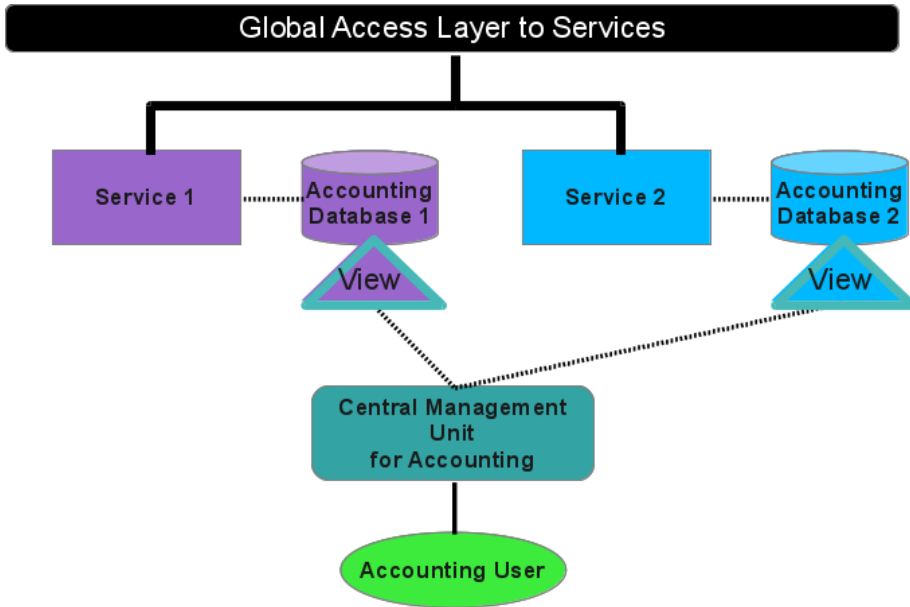 Global Access Layer to Services
Service 1
Accounting
Database 1
Service 2
Accounting
Database 2
View
View
Central Management
Unit
for Accounting
Accounting User